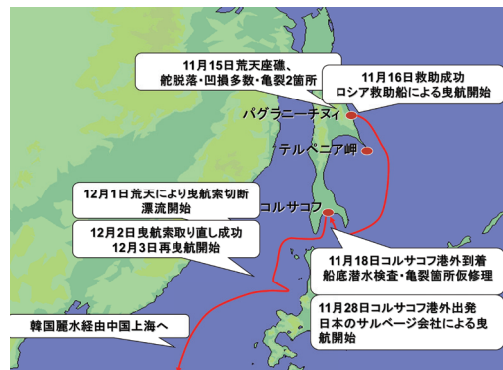 11月15日荒天座礁、
舵脱落・凹損多数・亀裂2箇所
11月16日救助成功
ロシア救助船による曳航開始
パグラニーチヌィ
テルペニア岬
12月1日荒天により曳航索切断
漂流開始
コルサコフ
12月2日曳航索取り直し成功
12月3日再曳航開始
11月18日コルサコフ港外到着
船底潜水検査・亀裂箇所仮修理
11月28日コルサコフ港外出発
日本のサルベージ会社による曳
航開始
韓国麗水経由中国上海へ